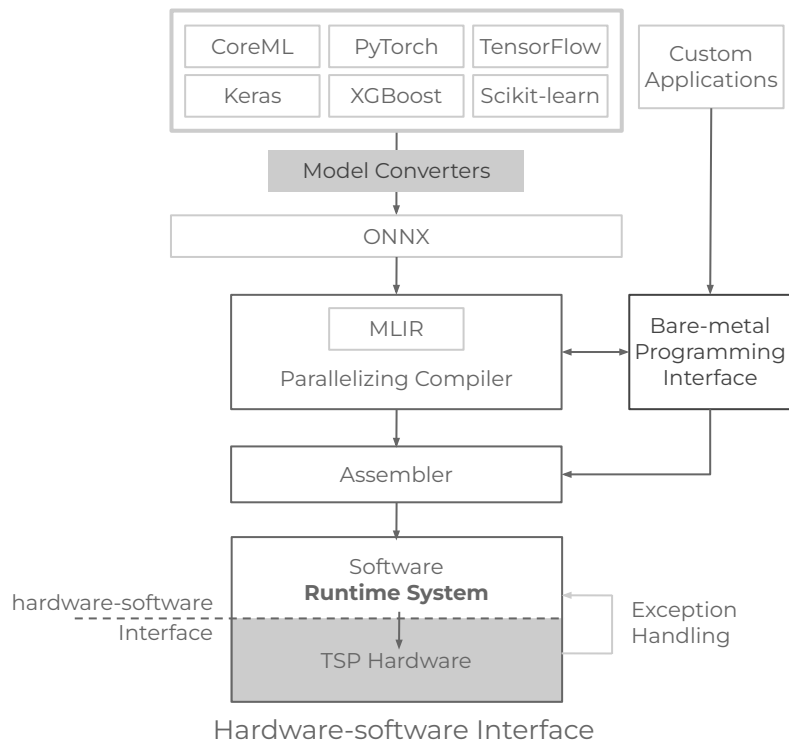 CoreML
PyTorch
TensorFlow
Keras
XGBoost
Scikit-learn
Custom
Applications
Model Converters
ONNX
MLIR
Parallelizing Compiler
Bare-metal
Programming
Interface
Assembler
Software
Runtime System
hardware-software
Interface
TSP Hardware
Exception
Handling
Hardware-software Interface